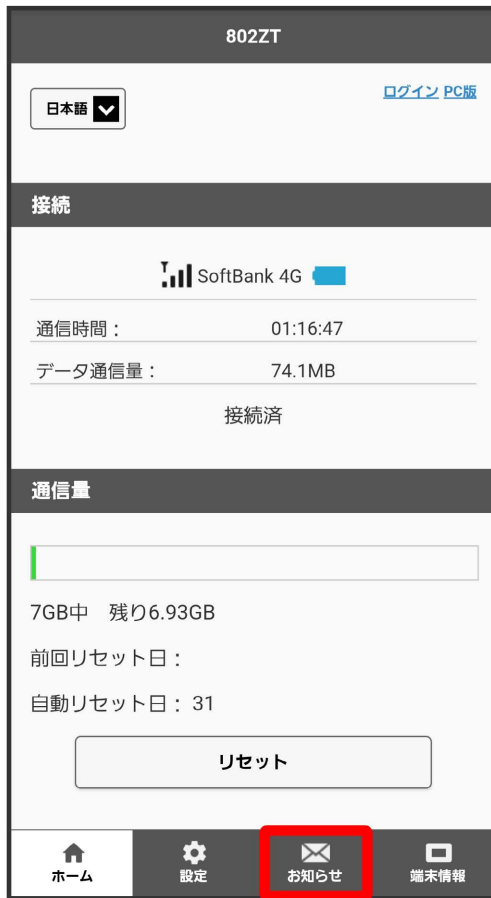 802ZT
日本語
ログイン PC版
接続
SoftBank 4G
通信時間： 01:16:47
データ通信量： 74.1MB
接続済
通信量
7GB中　残り6.93GB
前回リセット日：
自動リセット日： 31
リセット
ホーム 設定 お知らせ 端末情報